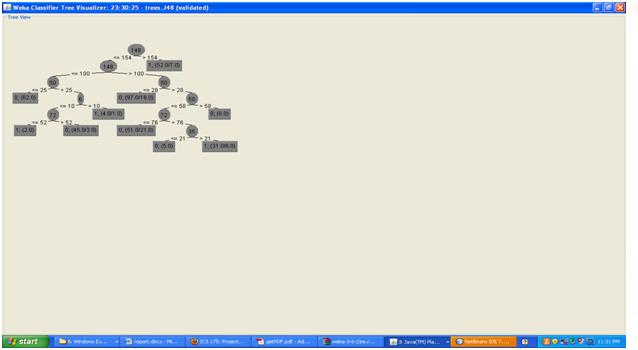 Weka Classifier Tree Visualizer: 23:30:25 - trees.J48 (validated)
Tree View
148
<= 154 > 154
148 1; (52.0/7.0)
<= 100 > 100
50 50
<= 25 > 25 <= 28 > 28
0; (62.0) 6 0; (97.0/18.0) 50
<= 10 > 10 <= 58 > 58
72 1; (4.0/1.0) 72 0; (8.0)
<= 52 > 52 <= 76 > 76
1; (2.0) 0; (45.0/3.0) 0; (51.0/21.0) 35
<= 21 > 21
0; (5.0) 1; (31.0/8.0)
start 6 Windows Ex... report.docx - Mi... ICS 175: Project... getPDP.pdf - Ad... weka-3-6-2jre.r... 3 Java(TM) Pla... NetBeans IDE 7.... 11:31 PM